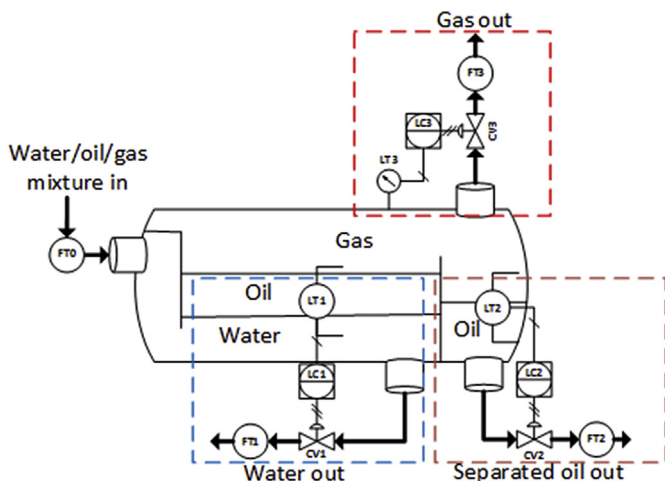 Gas out
FT3
LC3
CV3
LT3
Water/oil/gas
mixture in
FT0
Gas
Oil
LT1
Water
LT2
Oil
LC1
LC2
FT1
CV1
CV2
FT2
Water out
Separated oil out